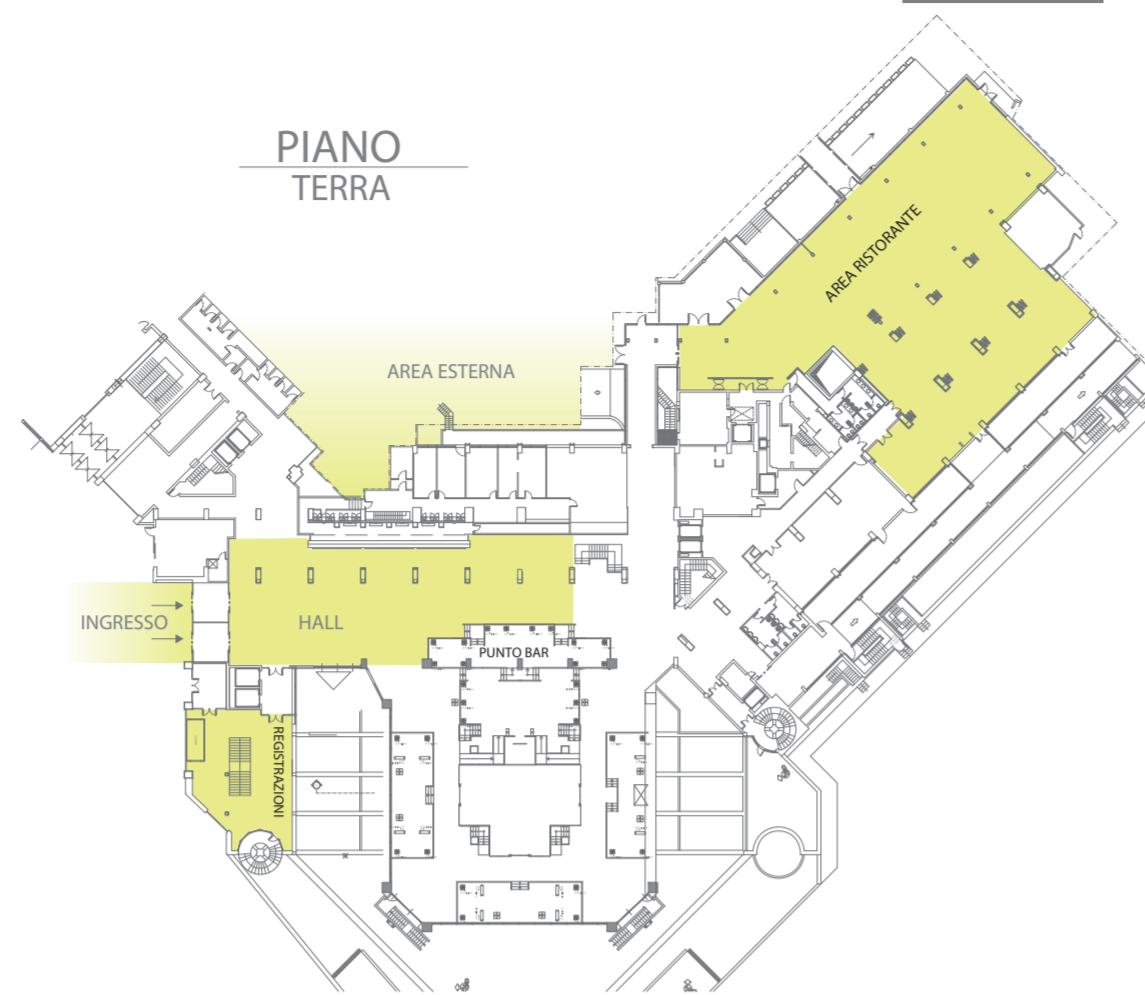 PIANO
TERRA
AREA RISTORANTE
AREA ESTERNA
INGRESSO
HALL
PUNTO BAR
REGISTRAZIONI